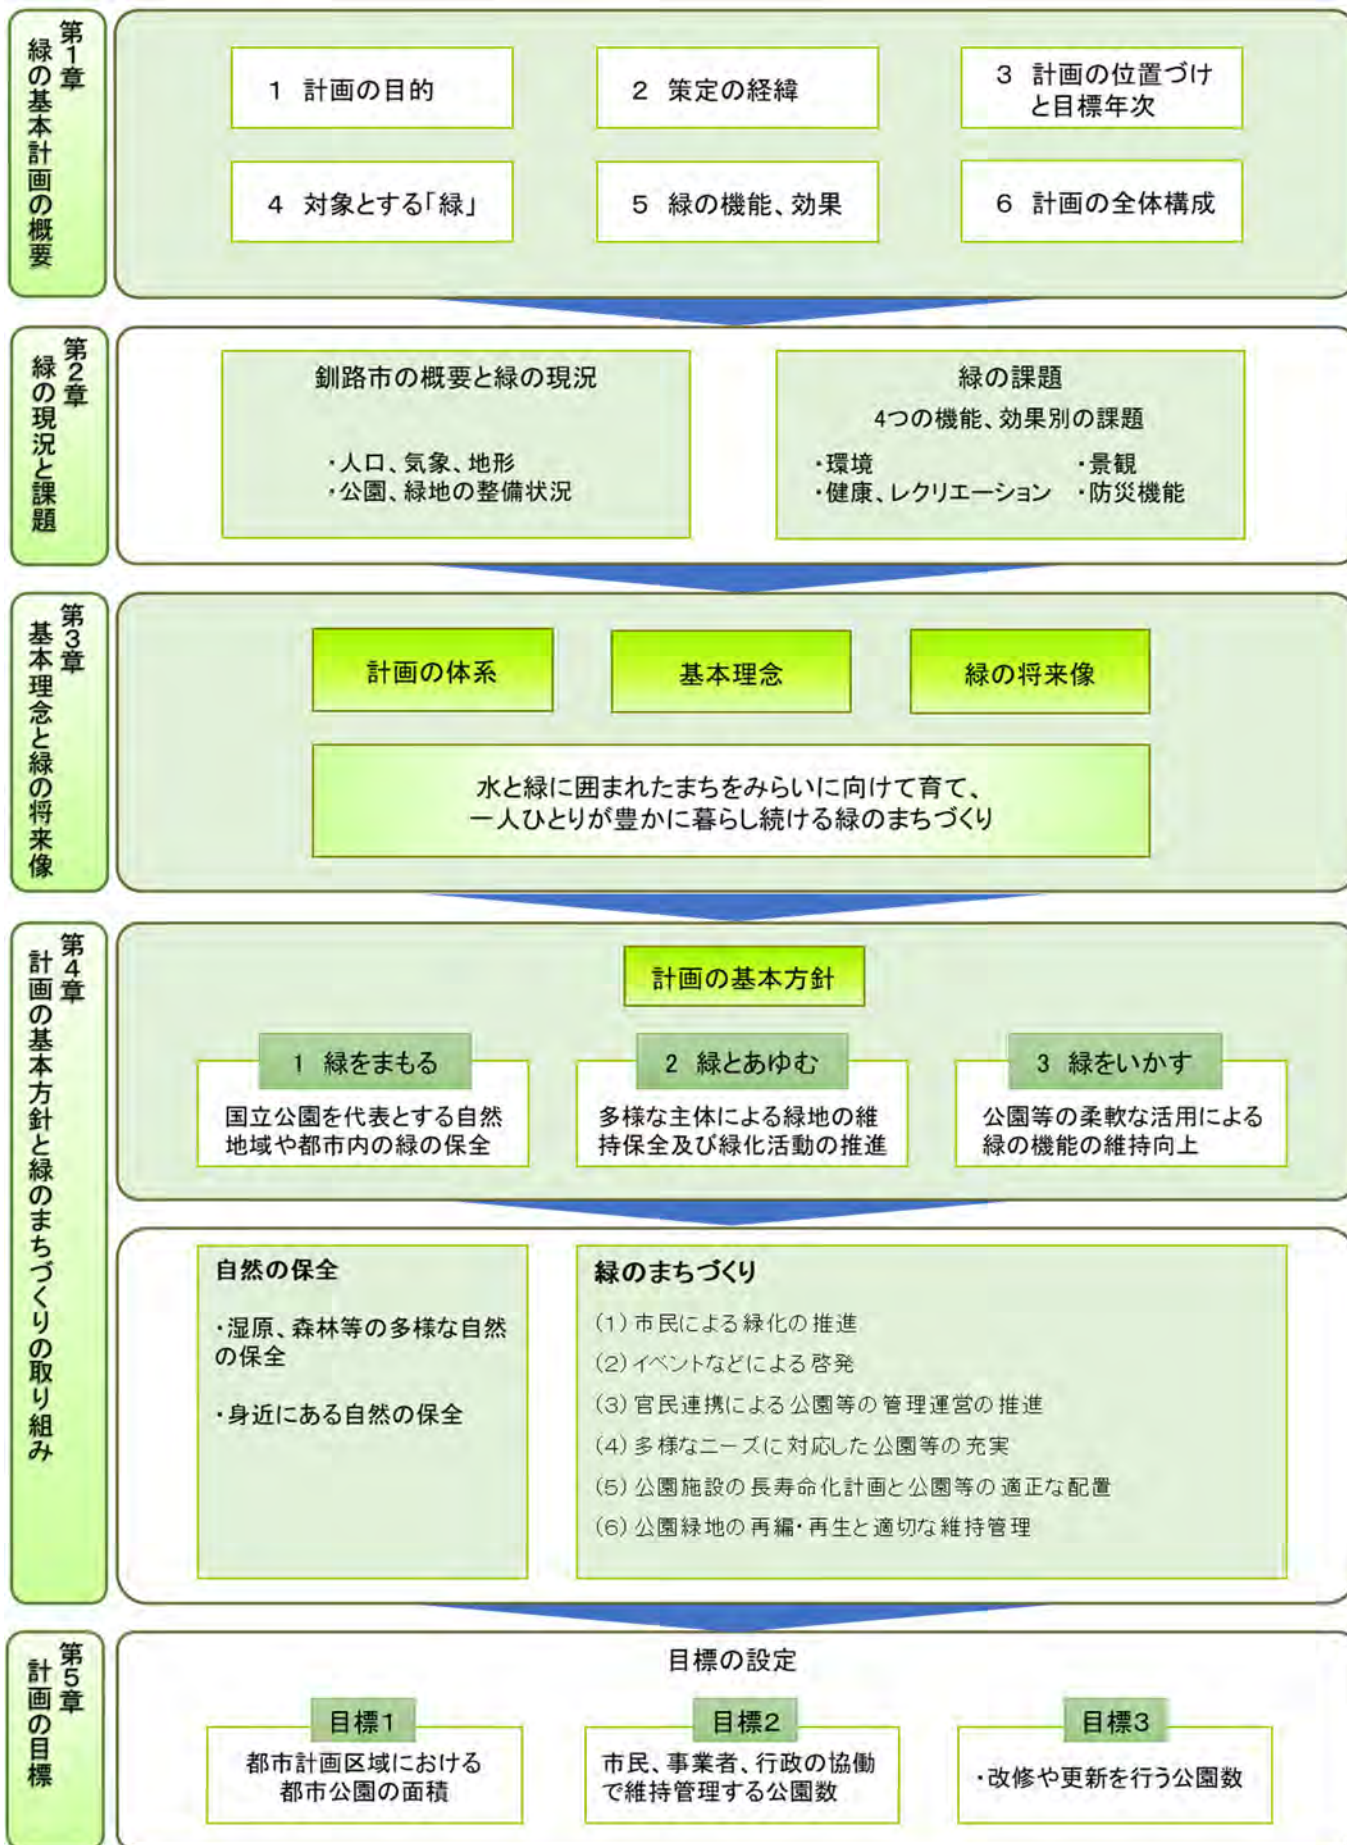 第1章
緑の基本計画の概要
1 計画の目的
2 策定の経緯
3 計画の位置づけ
と目標年次
4 対象とする「緑」
5 緑の機能、効果
6 計画の全体構成
第2章
緑の現況と課題
釧路市の概要と緑の現況
・人口、気象、地形
・公園、緑地の整備状況
緑の課題
4つの機能、効果別の課題
・環境
・景観
・健康、レクリエーション
・防災機能
第3章
基本理念と緑の将来像
計画の体系
基本理念
緑の将来像
水と緑に囲まれたまちをみらいに向けて育て、
一人ひとりが豊かに暮らし続ける緑のまちづくり
第4章
計画の基本方針と緑のまちづくりの取り組み
計画の基本方針
1 緑をまもる
国立公園を代表とする自然
地域や都市内の緑の保全
2 緑とあゆむ
多様な主体による緑地の維
持保全及び緑化活動の推進
3 緑をいかす
公園等の柔軟な活用による
緑の機能の維持向上
自然の保全
・湿原、森林等の多様な自然
の保全
・身近にある自然の保全
緑のまちづくり
(1)市民による緑化の推進
(2)イベントなどによる啓発
(3)官民連携による公園等の管理運営の推進
(4)多様なニーズに対応した公園等の充実
(5)公園施設の長寿命化計画と公園等の適正な配置
(6)公園緑地の再編・再生と適切な維持管理
第5章
計画の目標
目標の設定
目標1
都市計画区域における
都市公園の面積
目標2
市民、事業者、行政の協働
で維持管理する公園数
目標3
・改修や更新を行う公園数